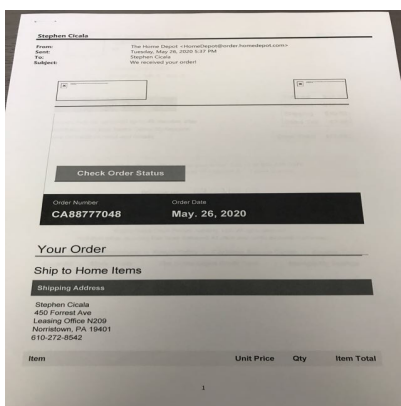 Stephen Cicala
From: The Home Depot <HomeDepot@order.homedepot.com>
Sent: Tuesday, May 26, 2020 5:37 PM
To: Stephen Cicala
Subject: We received your order!
Check Order Status
Order Number Order Date
CA88777048 May. 26, 2020
Your Order
Ship to Home Items
Shipping Address
Stephen Cicala
450 Forrest Ave
Leasing Office N209
Norristown, PA 19401
610-272-8542
Item Unit Price Qty Item Total
1